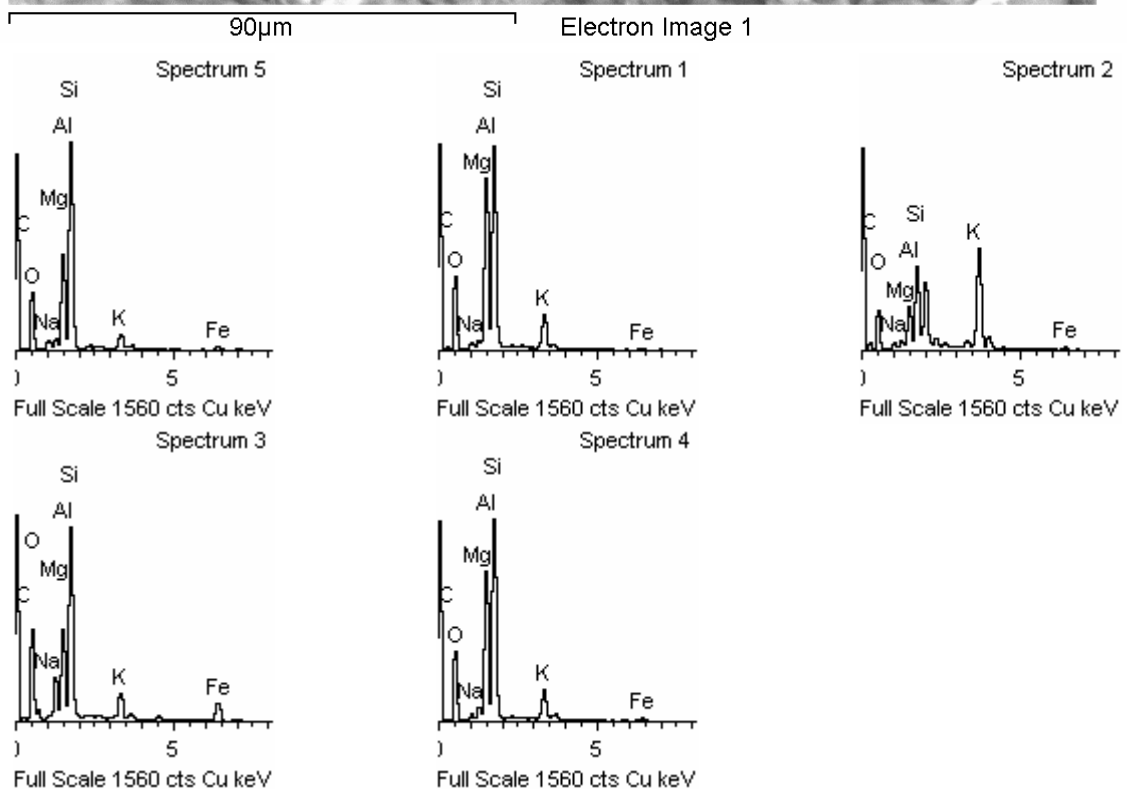 90µm
Electron Image 1
Spectrum 5
Si
Al
Mg
C
O
Na
K
Fe
5
Full Scale 1560 cts Cu keV
Spectrum 1
Si
Al
Mg
C
O
Na
K
Fe
5
Full Scale 1560 cts Cu keV
Spectrum 2
Si
Al
Mg
C
O
Na
K
Fe
5
Full Scale 1560 cts Cu keV
Spectrum 3
Si
Al
O
Mg
C
Na
K
Fe
5
Full Scale 1560 cts Cu keV
Spectrum 4
Si
Al
Mg
C
O
Na
K
Fe
5
Full Scale 1560 cts Cu keV